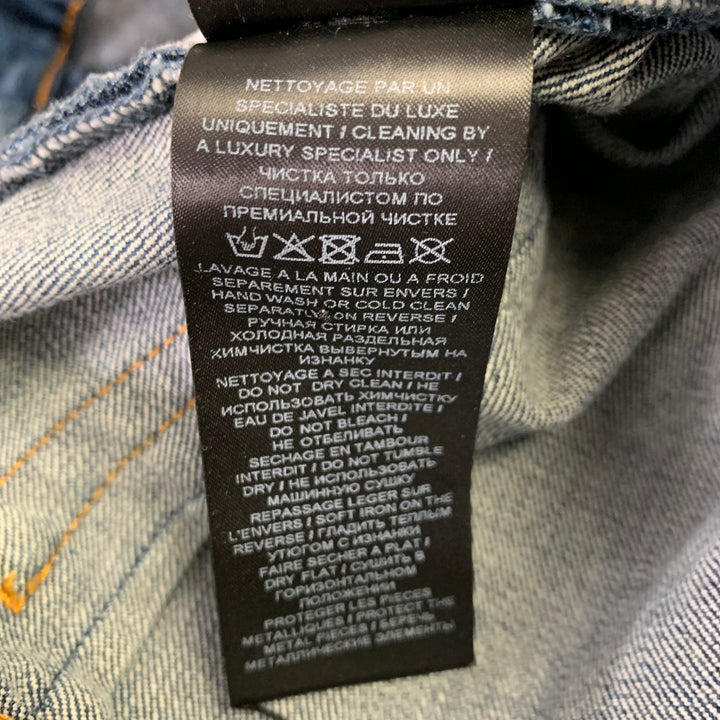 NETTOYAGE PAR UN
SPECIALISTE DU LUXE
UNIQUEMENT / CLEANING BY
A LUXURY SPECIALIST ONLY /
ЧИСТКА ТОЛЬКО
СПЕЦИАЛИСТОМ ПО
ПРЕМИАЛЬНОЙ ЧИСТКЕ
LAVAGE A LA MAIN OU A FROID
SEPAREMENT SUR ENVERS /
HAND WASH OR COLD CLEAN
SEPARATLY ON REVERSE /
РУЧНАЯ СТИРКА ИЛИ
ХОЛОДНАЯ РАЗДЕЛЬНАЯ
ХИМЧИСТКА ВЫВЕРНУТЫМ НА
ИЗНАНКУ
NETTOYAGE A SEC INTERDIT /
DO NOT DRY CLEAN / НЕ
ИСПОЛЬЗОВАТЬ ХИМЧИСТКУ
EAU DE JAVEL INTERDITE /
DO NOT BLEACH /
НЕ ОТБЕЛИВАТЬ
SECHAGE EN TAMBOUR
INTERDIT / DO NOT TUMBLE
DRY / НЕ ИСПОЛЬЗОВАТЬ
МАШИННУЮ СУШКУ
REPASSAGE LEGER SUR
L'ENVERS / SOFT IRON ON THE
REVERSE / ГЛАДИТЬ ТЕПЛЫМ
УТЮГОМ С ИЗНАНКИ
FAIRE SECHER A PLAT /
DRY FLAT / СУШИТЬ В
ГОРИЗОНТАЛЬНОМ
ПОЛОЖЕНИИ
PROTEGER LES PIECES
METALLIQUES / PROTECT THE
METAL PIECES / БЕРЕЧЬ
МЕТАЛЛИЧЕСКИЕ ЭЛЕМЕНТЫ